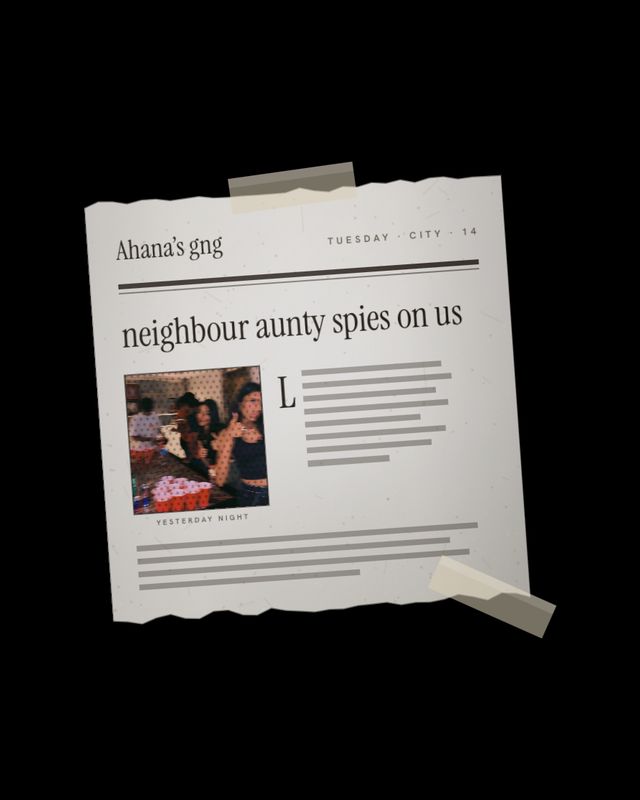 Ahana's gng
TUESDAY · CITY · 14
neighbour aunty spies on us
L
YESTERDAY NIGHT